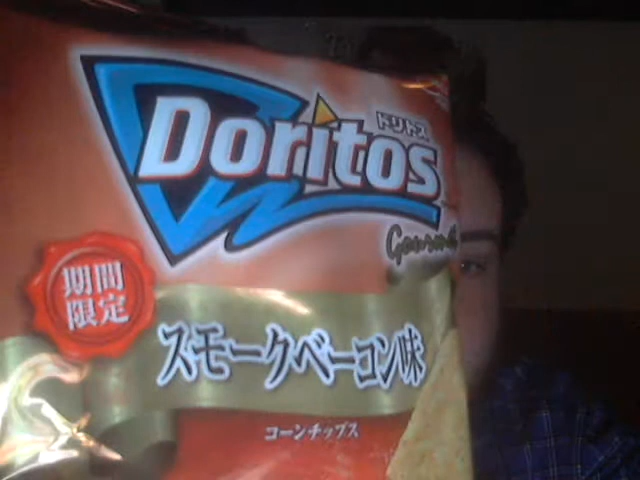 ドリトス
Doritos
Gourmet
期間
限定
スモークベーコン味
コーンチップス